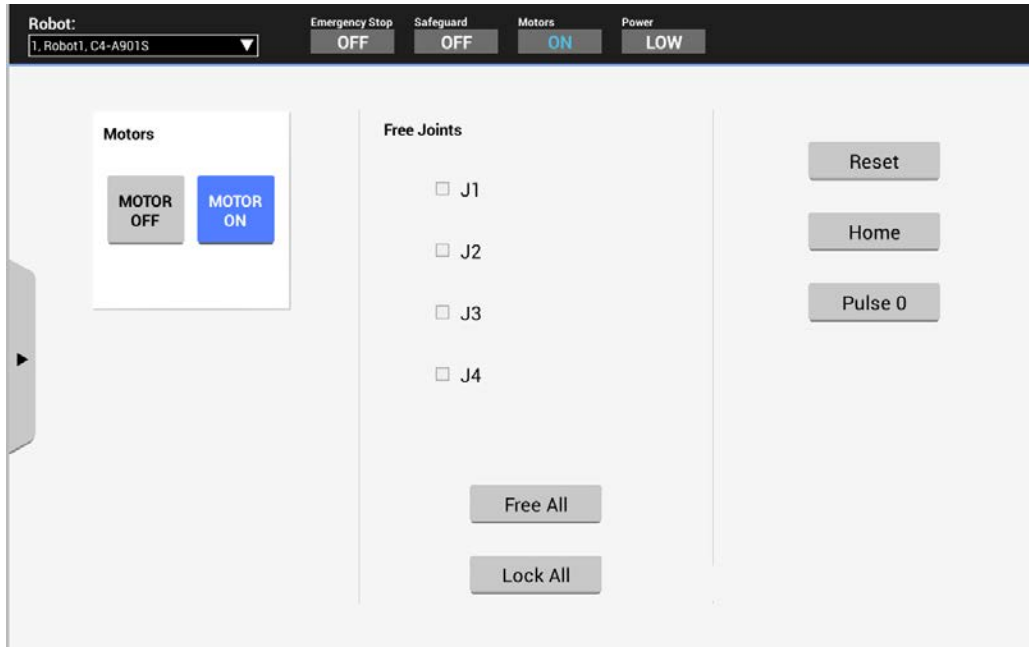 Robot:
1, Robot1, C4-A901S
Emergency Stop
OFF
Safeguard
OFF
Motors
ON
Power
LOW
Motors
MOTOR
OFF
MOTOR
ON
Free Joints
J1
J2
J3
J4
Free All
Lock All
Reset
Home
Pulse 0